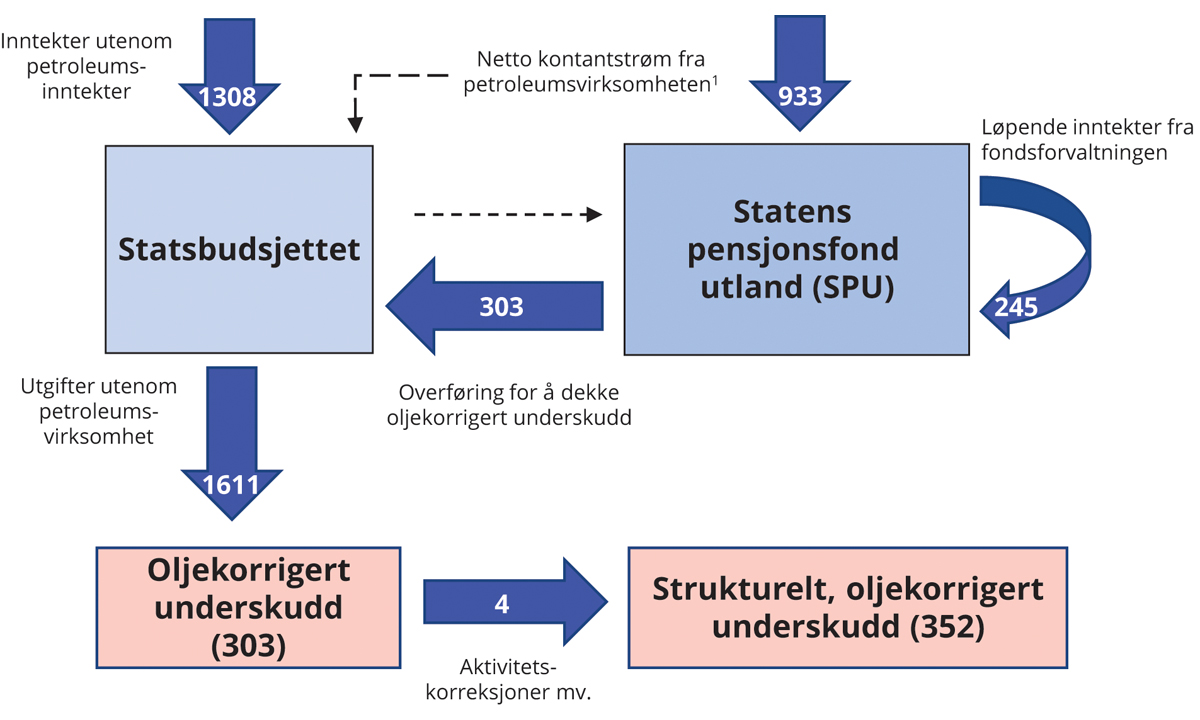 Inntekter utenom
petroleums-
inntekter
1308
Netto kontantstrøm fra
petroleumsvirksomheten¹
933
Løpende inntekter fra
fondsforvaltningen
Statsbudsjettet
Statens
pensjonsfond
utland (SPU)
303
245
Utgifter utenom
petroleums-
virksomhet
Overføring for å dekke
oljekorrigert underskudd
1611
Oljekorrigert
underskudd
(303)
4
Strukturelt, oljekorrigert
underskudd (352)
Aktivitets-
korreksjoner mv.